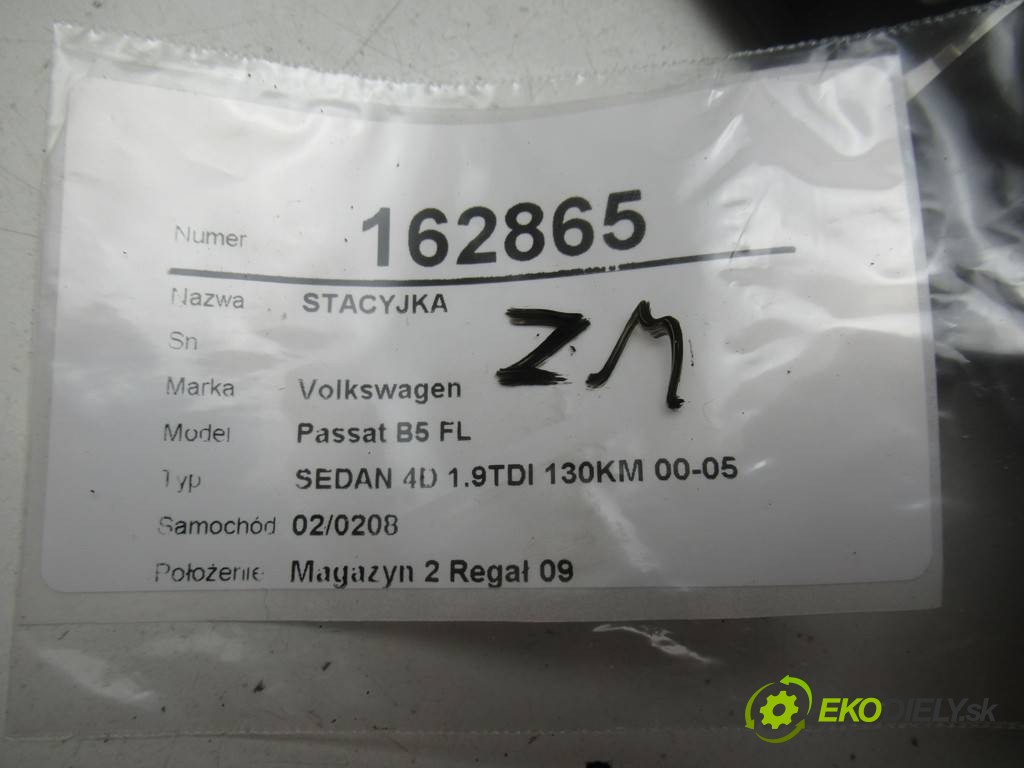 Numer 162865
Nazwa STACYJKA
Sn
ZM
Marka Volkswagen
Model Passat B5 FL
Typ SEDAN 4D 1.9TDI 130KM 00-05
Samochód 02/0208
Położenie Magazyn 2 Regał 09
EKODIELY.sk